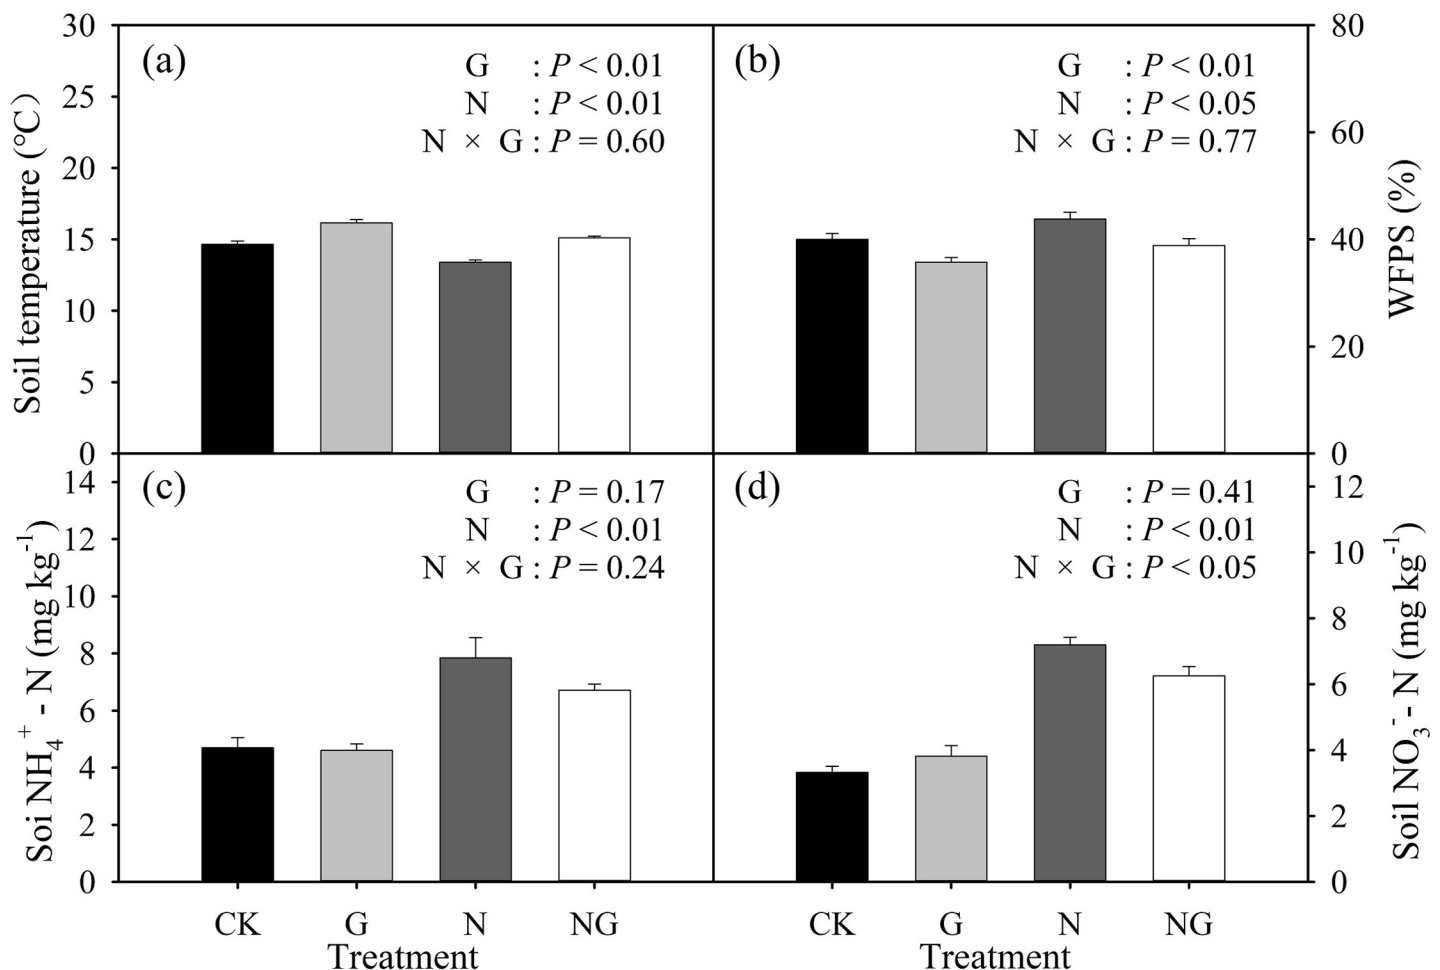 (a)
G : P < 0.01
N : P < 0.01
N × G : P = 0.60
30
25
20
15
10
5
0
Soil temperature (°C)
(b)
G : P < 0.01
N : P < 0.05
N × G : P = 0.77
80
60
40
20
0
WFPS (%)
(c)
G : P = 0.17
N : P < 0.01
N × G : P = 0.24
14
12
10
8
6
4
2
0
Soi NH₄⁺ - N (mg kg⁻¹)
(d)
G : P = 0.41
N : P < 0.01
N × G : P < 0.05
12
10
8
6
4
2
0
Soil NO₃⁻ - N (mg kg⁻¹)
CK G N NG
Treatment
CK G N NG
Treatment